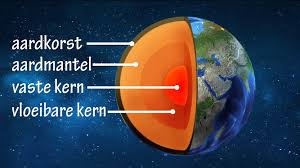 aardkorst
aardmantel
vaste kern
vloeibare kern